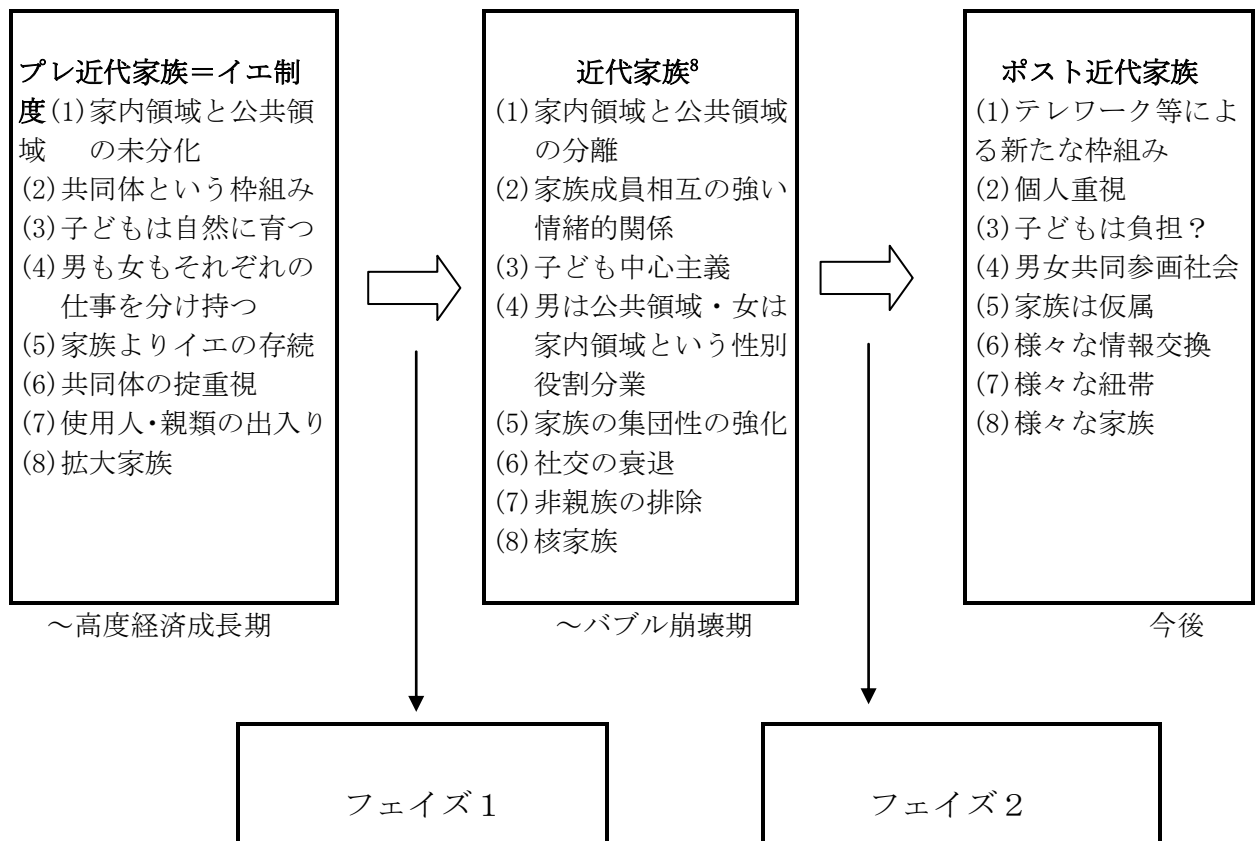 プレ近代家族＝イエ制
度(1)家内領域と公共領
域　の未分化
(2)共同体という枠組み
(3)子どもは自然に育つ
(4)男も女もそれぞれの
仕事を分け持つ
(5)家族よりイエの存続
(6)共同体の掟重視
(7)使用人・親類の出入り
(8)拡大家族
～高度経済成長期
近代家族8
(1)家内領域と公共領域
の分離
(2)家族成員相互の強い
情緒的関係
(3)子ども中心主義
(4)男は公共領域・女は
家内領域という性別
役割分業
(5)家族の集団性の強化
(6)社交の衰退
(7)非親族の排除
(8)核家族
～バブル崩壊期
ポスト近代家族
(1)テレワーク等によ
る新たな枠組み
(2)個人重視
(3)子どもは負担？
(4)男女共同参画社会
(5)家族は仮属
(6)様々な情報交換
(7)様々な紐帯
(8)様々な家族
今後
フェイズ１
フェイズ２